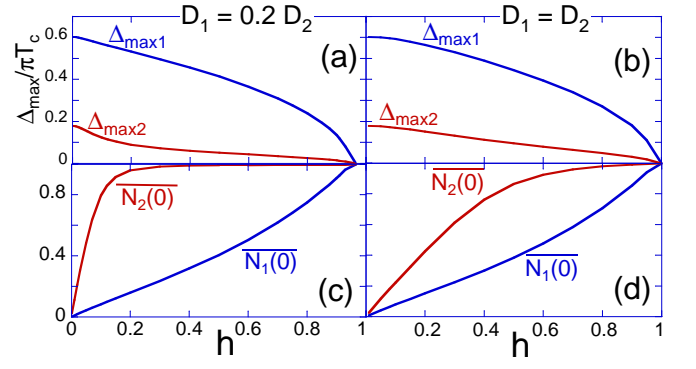 D₁ = 0.2 D₂
D₁ = D₂
Δmax/πTc
0.6
0.4
0.2
0
Δmax1
(a)
Δmax2
Δmax1
(b)
Δmax2
0.8
0.4
0
N₂(0)
N₁(0)
(c)
N₂(0)
N₁(0)
(d)
0 0.2 0.4 0.6 0.8 1
0.2 0.4 0.6 0.8 1
h
h